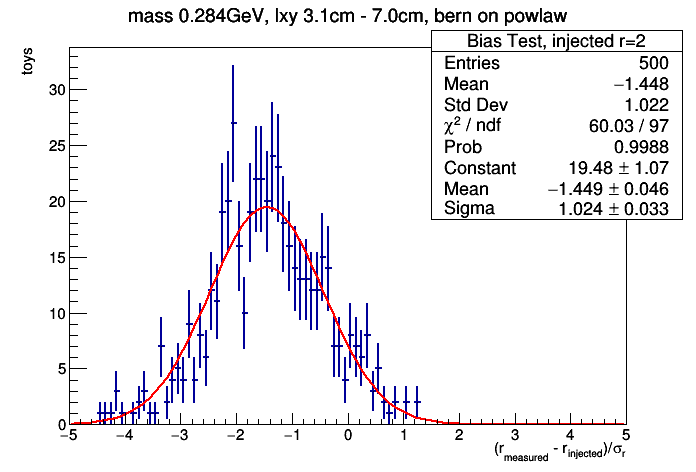 mass 0.284GeV, lxy 3.1cm - 7.0cm, bern on powlaw
Bias Test, injected r=2
Entries 500
Mean −1.448
Std Dev 1.022
χ² / ndf 60.03 / 97
Prob 0.9988
Constant 19.48 ± 1.07
Mean −1.449 ± 0.046
Sigma 1.024 ± 0.033
toys
30
25
20
15
10
5
0
−5 −4 −3 −2 −1 0 1 2 3 4 5
(r_measured - r_injected)/σ_r